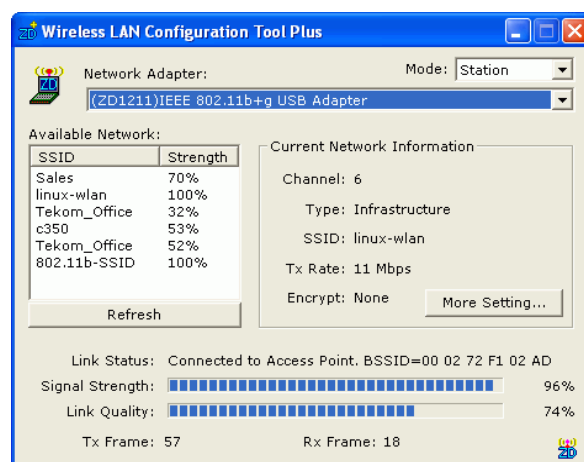 ZD Wireless LAN Configuration Tool Plus
ZD
Network Adapter:
Mode: Station
(ZD1211)IEEE 802.11b+g USB Adapter
Available Network:
SSID Strength
Sales 70%
linux-wlan 100%
Tekom_Office 32%
c350 53%
Tekom_Office 52%
802.11b-SSID 100%
Refresh
Current Network Information
Channel: 6
Type: Infrastructure
SSID: linux-wlan
Tx Rate: 11 Mbps
Encrypt: None
More Setting...
Link Status: Connected to Access Point. BSSID=00 02 72 F1 02 AD
Signal Strength: 96%
Link Quality: 74%
Tx Frame: 57 Rx Frame: 18
ZD